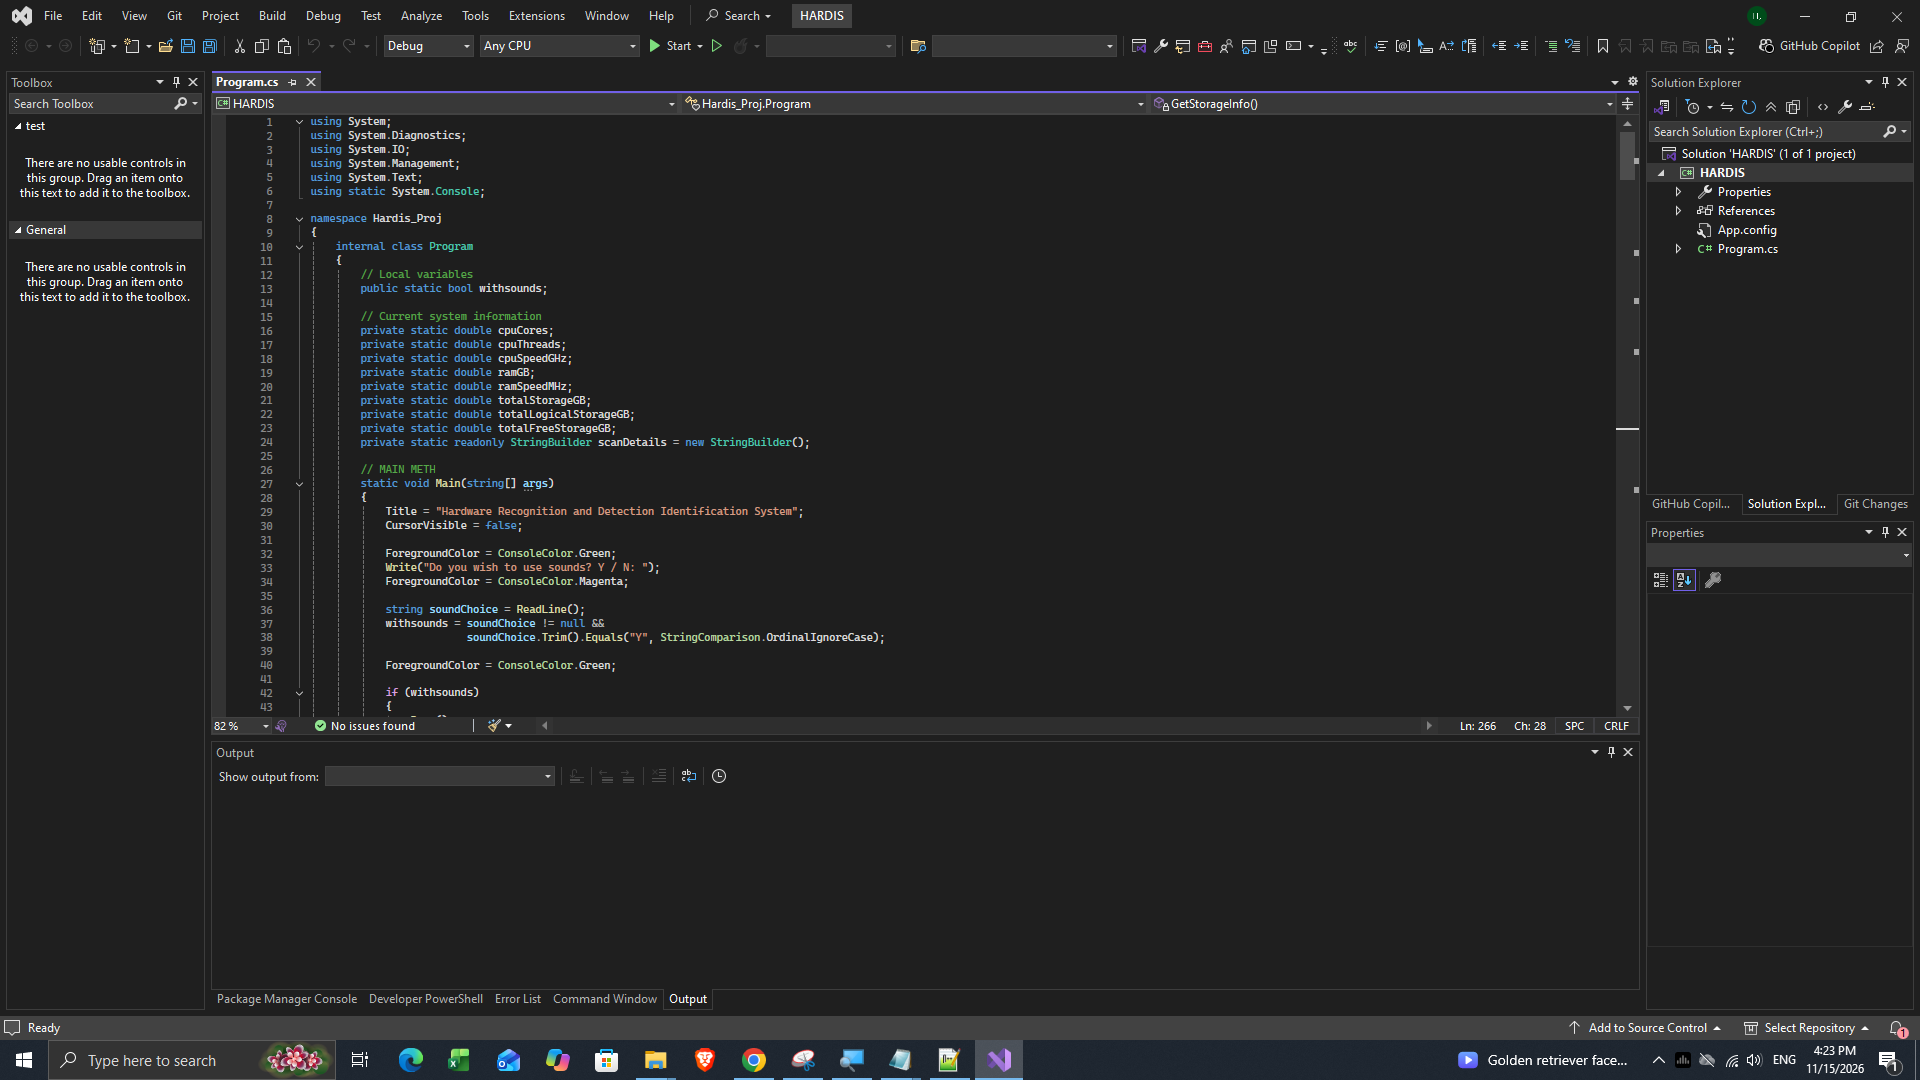 File Edit View Git Project Build Debug Test Analyze Tools Extensions Window Help Search HARDIS IL
Debug Any CPU Start GitHub Copilot
Toolbox
Search Toolbox
test
There are no usable controls in
this group. Drag an item onto
this text to add it to the toolbox.
General
There are no usable controls in
this group. Drag an item onto
this text to add it to the toolbox.
Program.cs
HARDIS Hardis_Proj.Program GetStorageInfo()
1 using System;
2 using System.Diagnostics;
3 using System.IO;
4 using System.Management;
5 using System.Text;
6 using static System.Console;
7
8 namespace Hardis_Proj
9 {
10 internal class Program
11 {
12 // Local variables
13 public static bool withsounds;
14
15 // Current system information
16 private static double cpuCores;
17 private static double cpuThreads;
18 private static double cpuSpeedGHz;
19 private static double ramGB;
20 private static double ramSpeedMHz;
21 private static double totalStorageGB;
22 private static double totalLogicalStorageGB;
23 private static double totalFreeStorageGB;
24 private static readonly StringBuilder scanDetails = new StringBuilder();
25
26 // MAIN METH
27 static void Main(string[] args)
28 {
29 Title = "Hardware Recognition and Detection Identification System";
30 CursorVisible = false;
31
32 ForegroundColor = ConsoleColor.Green;
33 Write("Do you wish to use sounds? Y / N: ");
34 ForegroundColor = ConsoleColor.Magenta;
35
36 string soundChoice = ReadLine();
37 withsounds = soundChoice != null &&
38 soundChoice.Trim().Equals("Y", StringComparison.OrdinalIgnoreCase);
39
40 ForegroundColor = ConsoleColor.Green;
41
42 if (withsounds)
43 {
82 % No issues found Ln: 266 Ch: 28 SPC CRLF
Output
Show output from:
Package Manager Console Developer PowerShell Error List Command Window Output
Solution Explorer
Search Solution Explorer (Ctrl+;)
Solution 'HARDIS' (1 of 1 project)
HARDIS
Properties
References
App.config
C# Program.cs
GitHub Copil... Solution Expl... Git Changes
Properties
Ready Add to Source Control Select Repository 1
Type here to search Golden retriever face... ENG 4:23 PM
11/15/2026 1